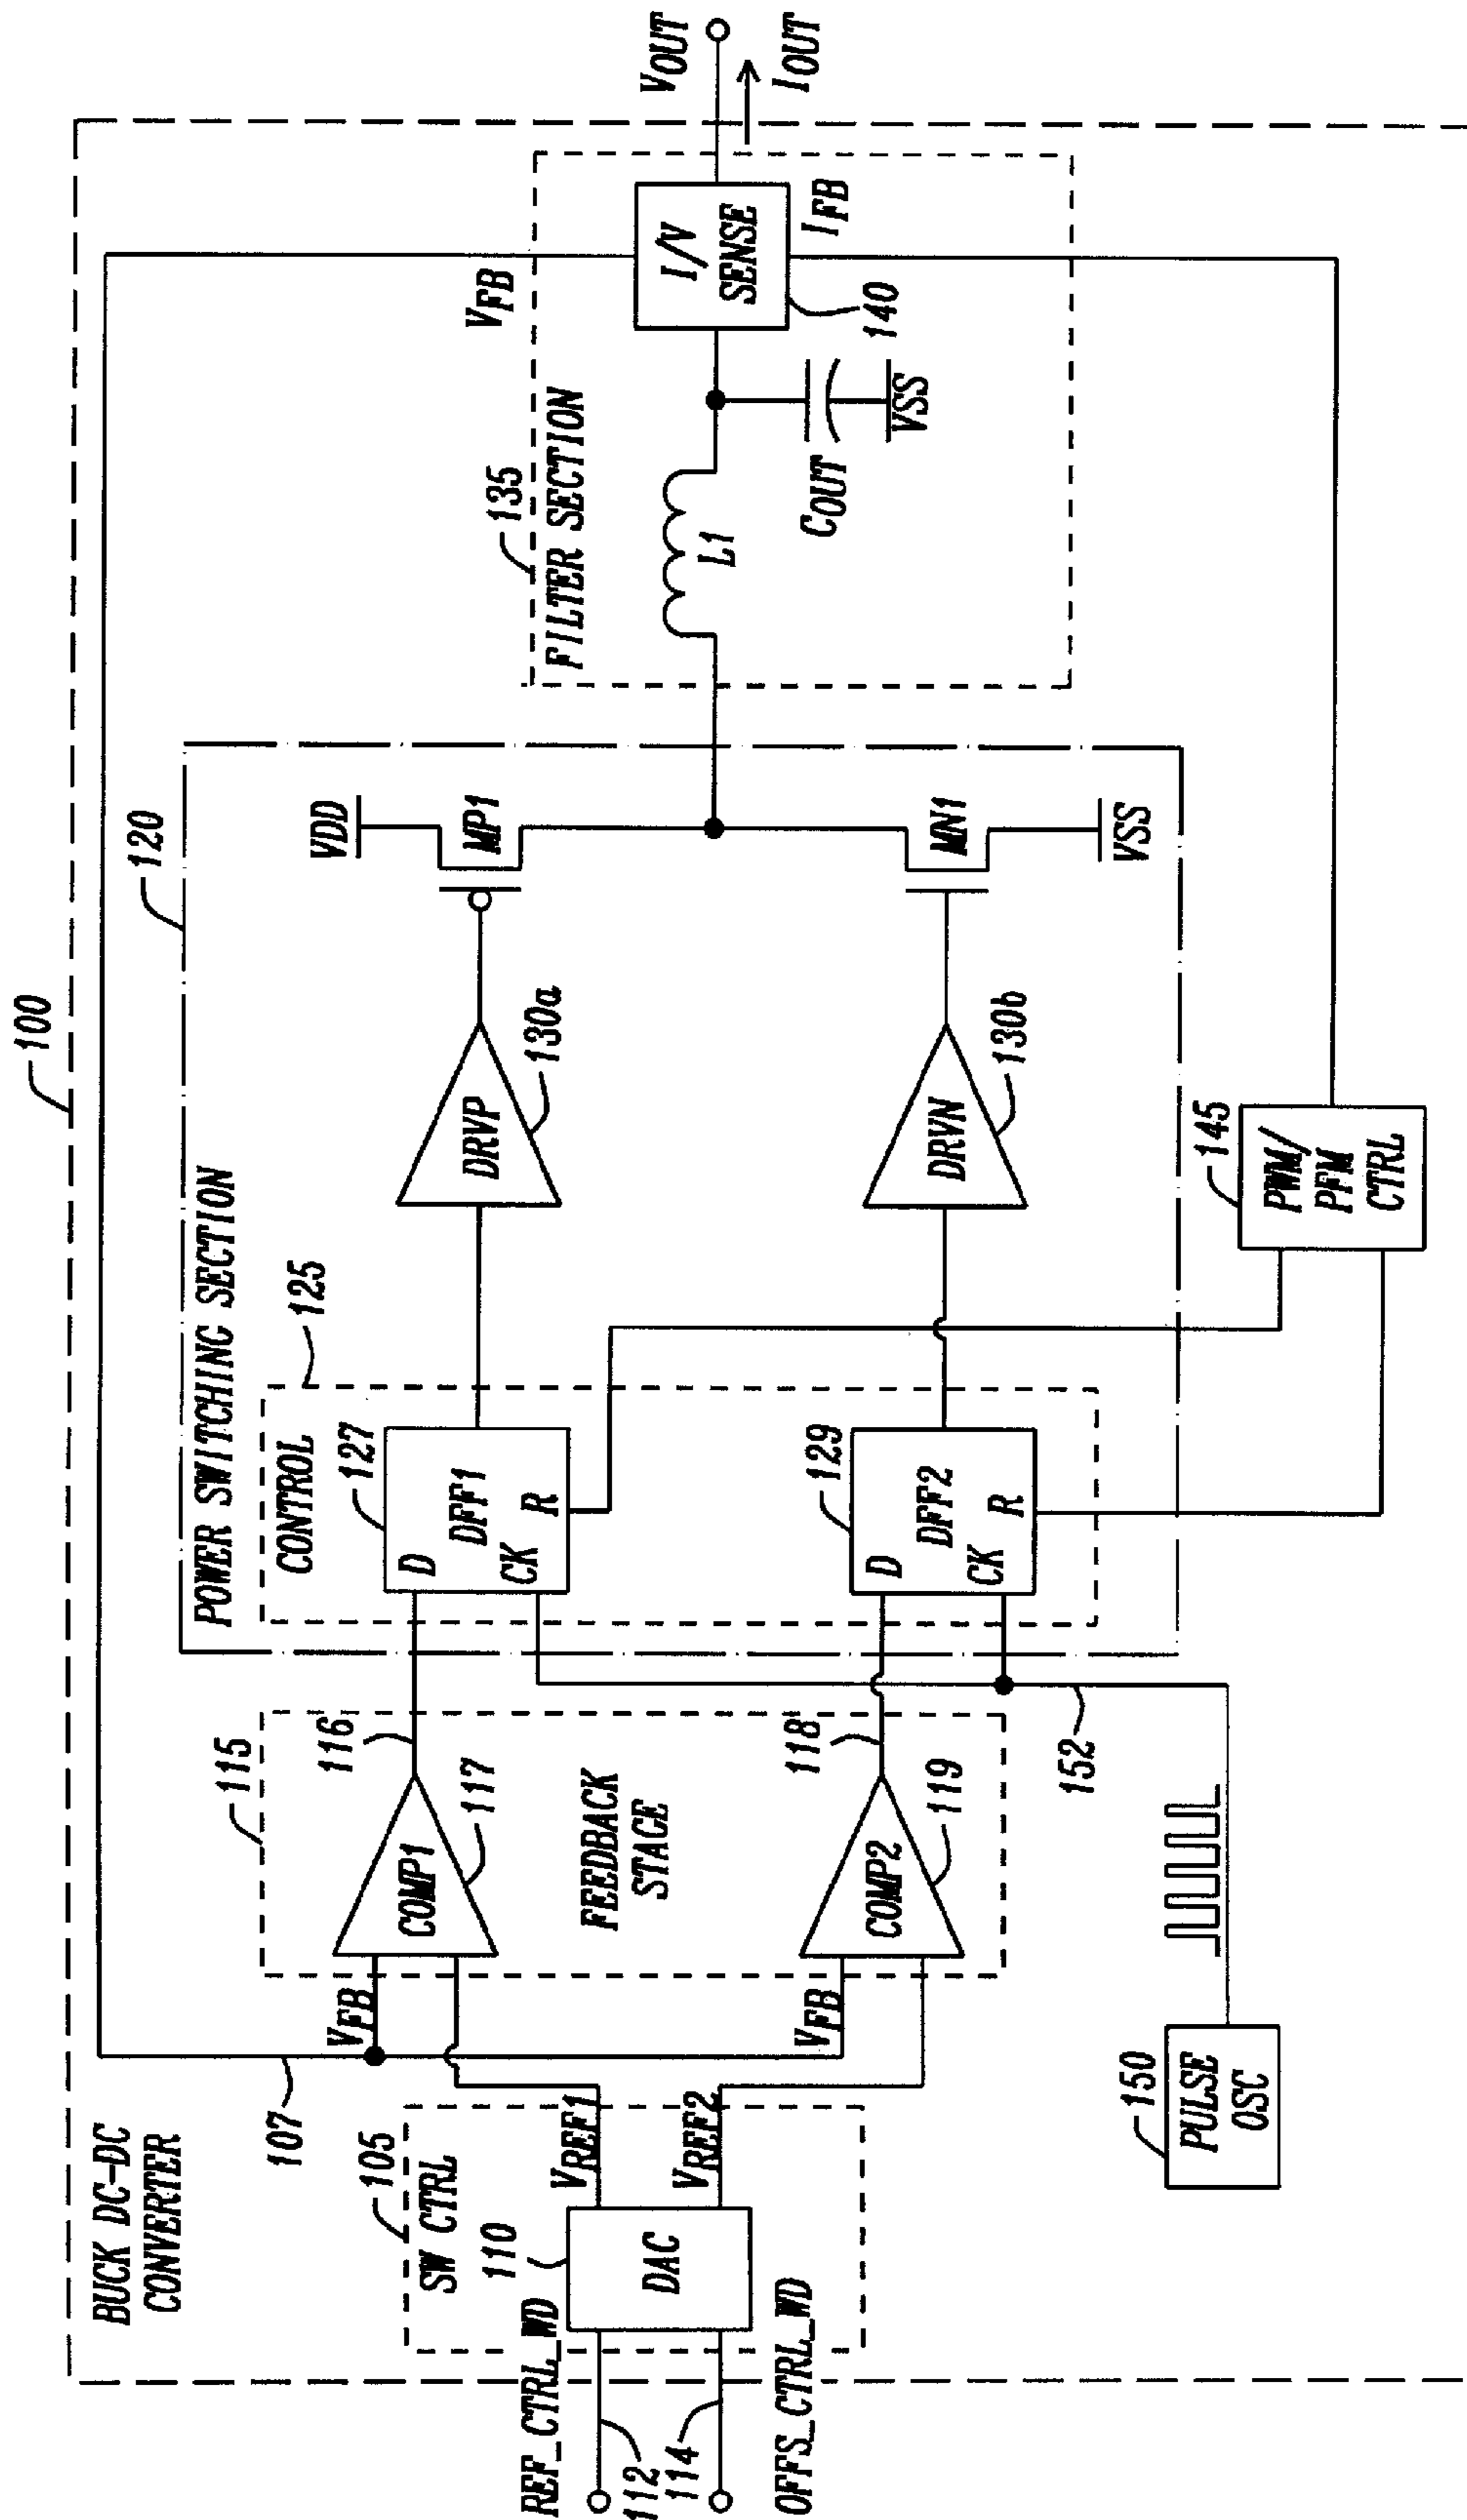 100
BUCK DC-DC
CONVERTER
107
105
SW CTRL
110
DAC
REF_CTRL_WD
112
114
OFFS_CTRL_WD
VREF1
VREF2
VFB
VFB
115
COMP1
116
117
FEEDBACK
STAGE
COMP2
118
119
152
150
PULSE
OSC
120
POWER SWITCHING SECTION
125
CONTROL
127
D
DFF1
CK
R
129
D
DFF2
CK
R
DRVP
130a
DRVN
130b
VDD
MP1
MN1
VSS
145
PWM/
PFM
CTRL
135
FILTER SECTION
L1
COUT
VSS
VFB
I/V
SENSE
140
IFB
VOUT
IOUT